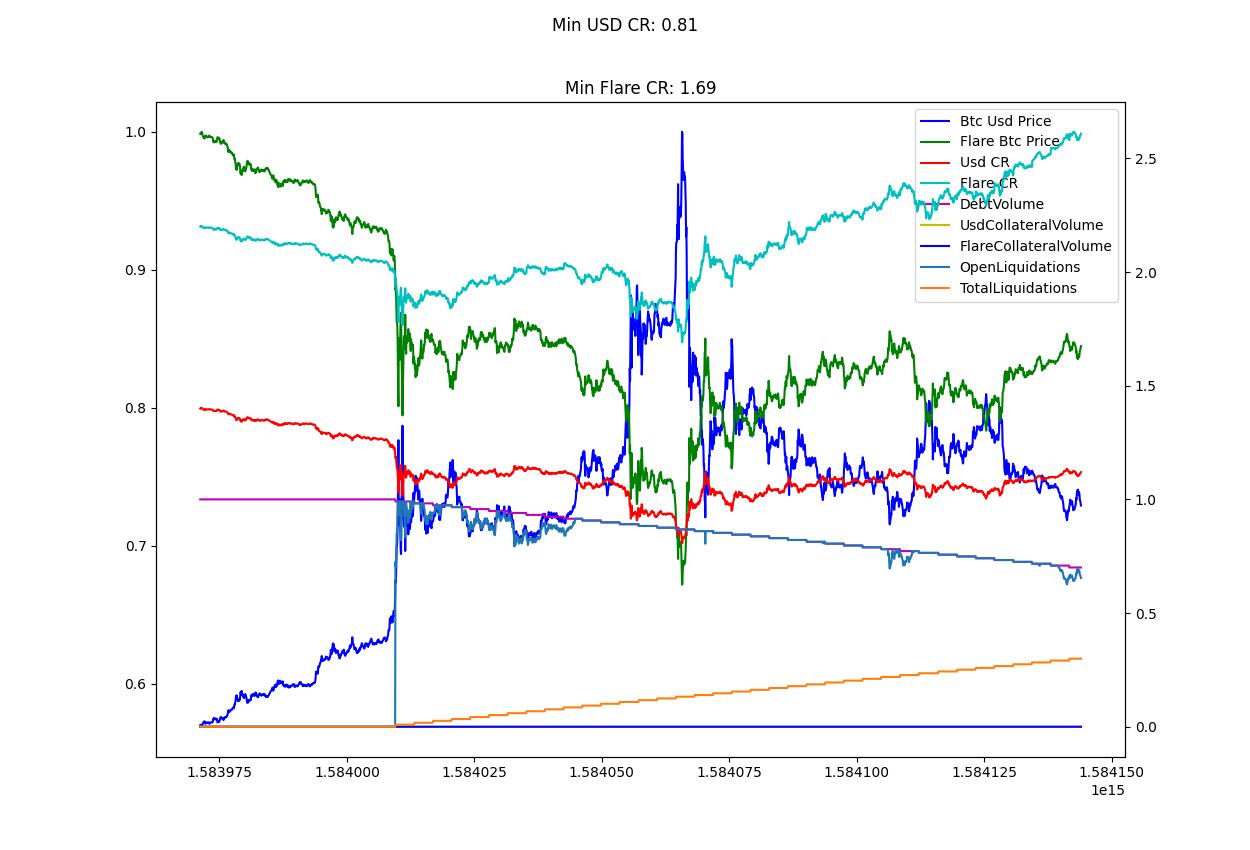 Min USD CR: 0.81
Min Flare CR: 1.69
Btc Usd Price
Flare Btc Price
Usd CR
Flare CR
DebtVolume
UsdCollateralVolume
FlareCollateralVolume
OpenLiquidations
TotalLiquidations
1.0
0.9
0.8
0.7
0.6
2.5
2.0
1.5
1.0
0.5
0.0
1.583975 1.584000 1.584025 1.584050 1.584075 1.584100 1.584125 1.584150
1e15